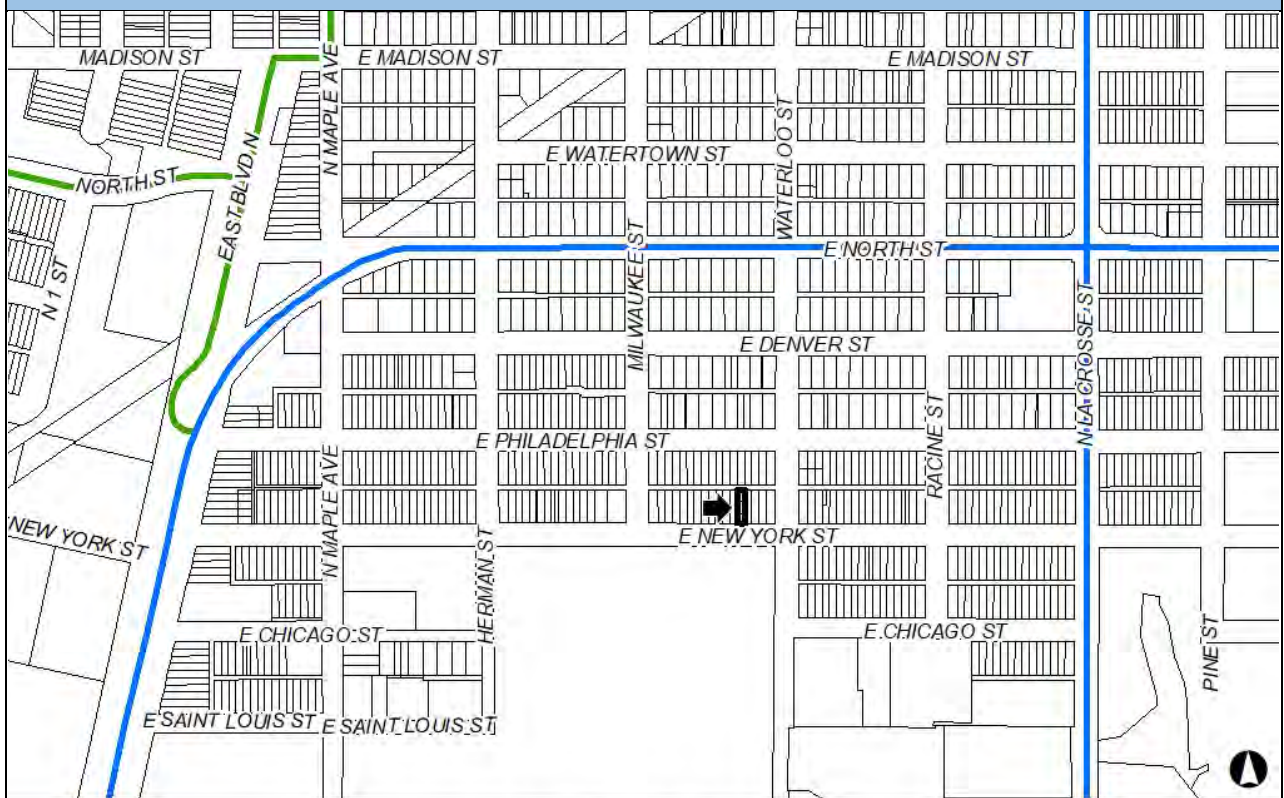 MADISON ST
E MADISON ST
E MADISON ST
N MAPLE AVE
WATERLOO ST
E WATERTOWN ST
NORTH ST
EAST BLVD N
E NORTH ST
MILWAUKEE ST
N 1 ST
N LA CROSSE ST
E DENVER ST
RACINE ST
E PHILADELPHIA ST
N MAPLE AVE
NEW YORK ST
E NEW YORK ST
HERMAN ST
E CHICAGO ST
E CHICAGO ST
PINE ST
E SAINT LOUIS ST
E SAINT LOUIS ST